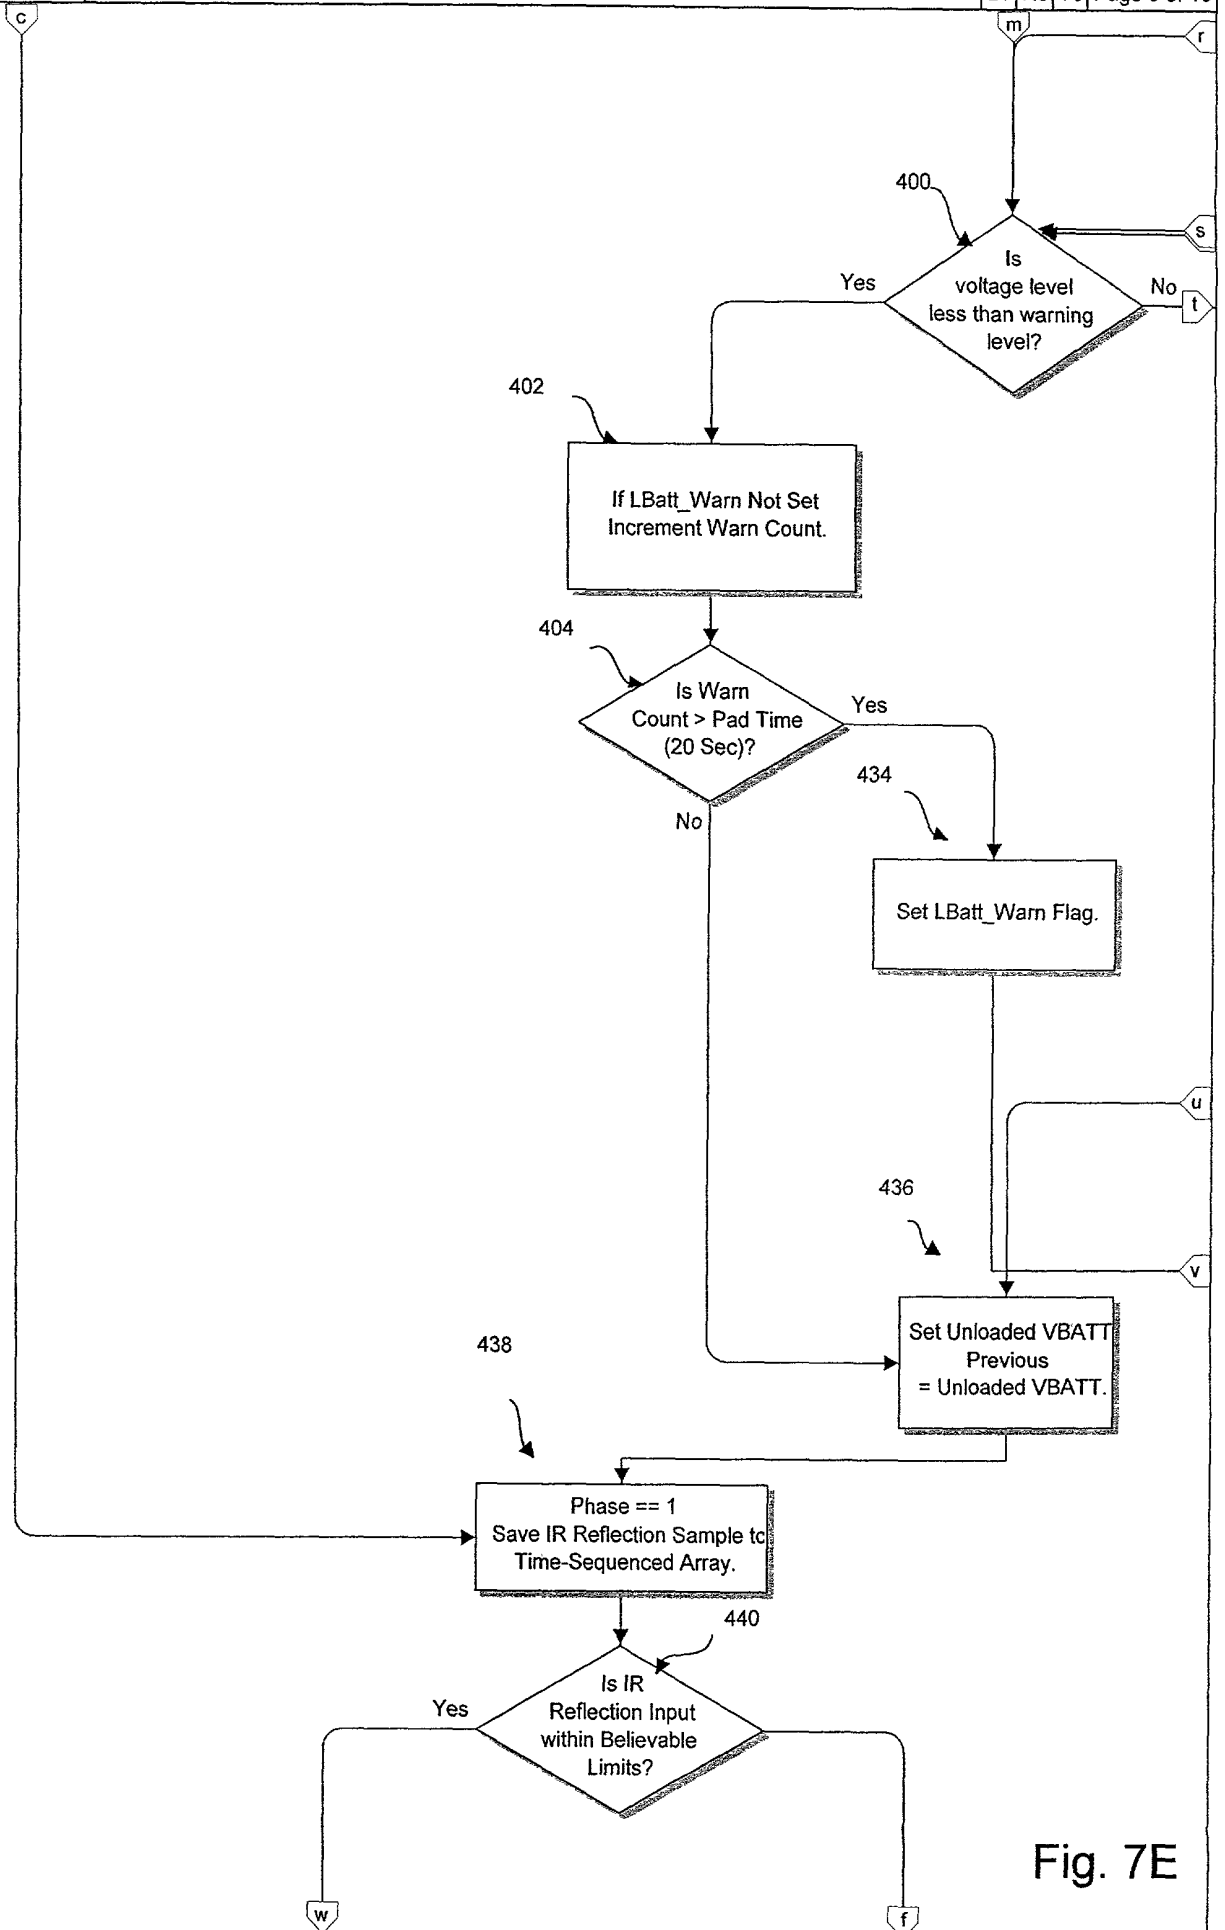 c
m
r
400
s
Is
voltage level
less than warning
level?
Yes
No
t
402
If LBatt_Warn Not Set
Increment Warn Count.
404
Is Warn
Count > Pad Time
(20 Sec)?
Yes
434
No
Set LBatt_Warn Flag.
u
436
v
Set Unloaded VBATT
Previous
= Unloaded VBATT.
438
Phase == 1
Save IR Reflection Sample to
Time-Sequenced Array.
440
Is IR
Reflection Input
within Believable
Limits?
Yes
Fig. 7E
w
f